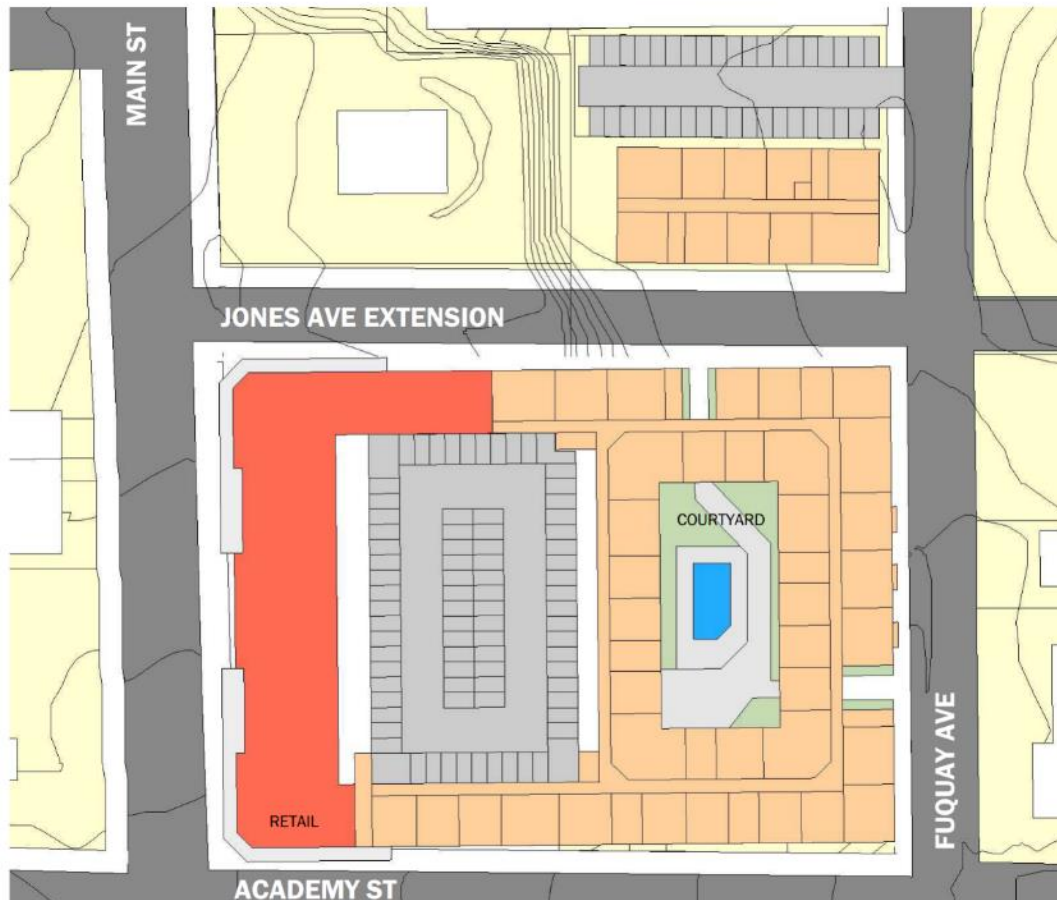 MAIN ST
JONES AVE EXTENSION
COURTYARD
FUQUAY AVE
RETAIL
ACADEMY ST